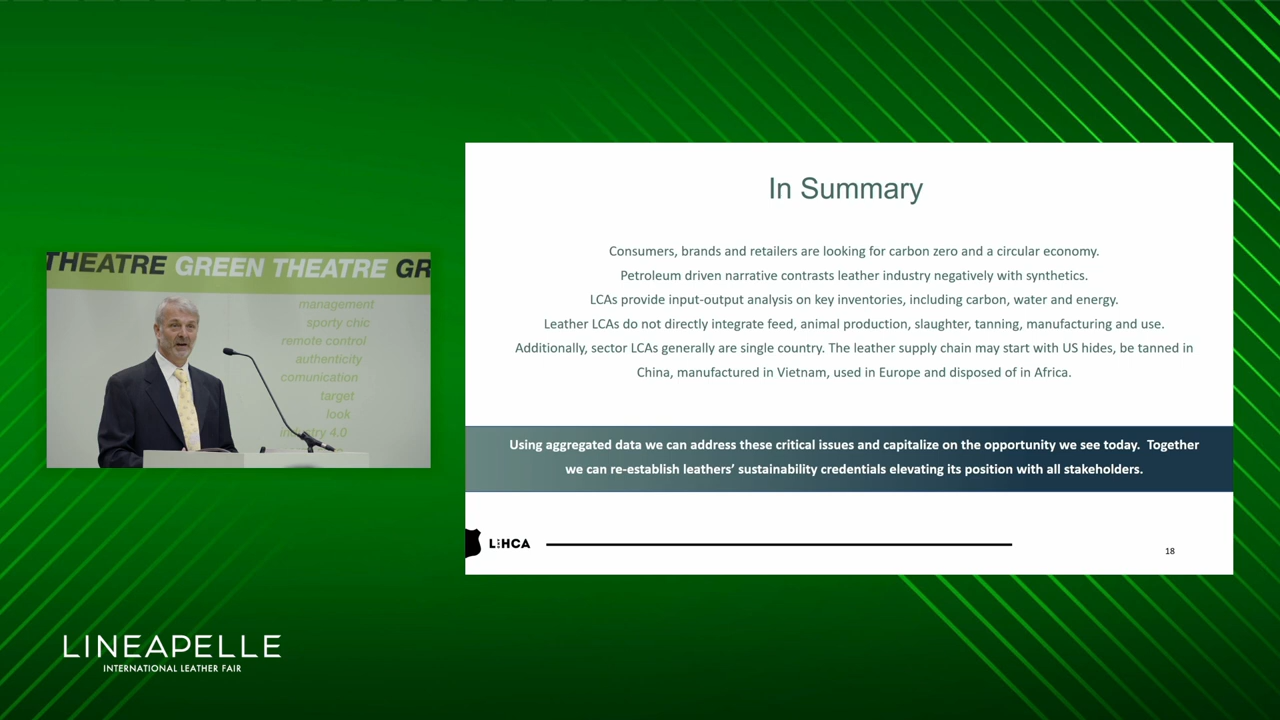 THEATRE GREEN THEATRE GR
management
sporty chic
remote control
authenticity
comunication
target
look
industry 4.0
LINEAPELLE
INTERNATIONAL LEATHER FAIR
In Summary
Consumers, brands and retailers are looking for carbon zero and a circular economy.
Petroleum driven narrative contrasts leather industry negatively with synthetics.
LCAs provide input-output analysis on key inventories, including carbon, water and energy.
Leather LCAs do not directly integrate feed, animal production, slaughter, tanning, manufacturing and use.
Additionally, sector LCAs generally are single country. The leather supply chain may start with US hides, be tanned in
China, manufactured in Vietnam, used in Europe and disposed of in Africa.
Using aggregated data we can address these critical issues and capitalize on the opportunity we see today. Together
we can re-establish leathers’ sustainability credentials elevating its position with all stakeholders.
L&HCA
18